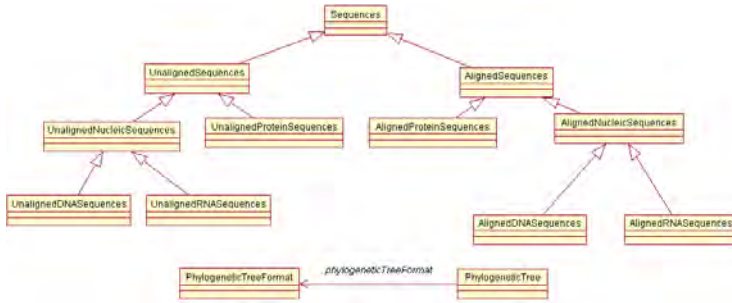 Sequences
UnalignedSequences
AlignedSequences
UnalignedNucleicSequences
UnalignedProteinSequences
AlignedProteinSequences
AlignedNucleicSequences
UnalignedDNASequences
UnalignedRNASequences
AlignedDNASequences
AlignedRNASequences
phylogeneticTreeFormat
PhylogeneticTreeFormat
PhylogeneticTree